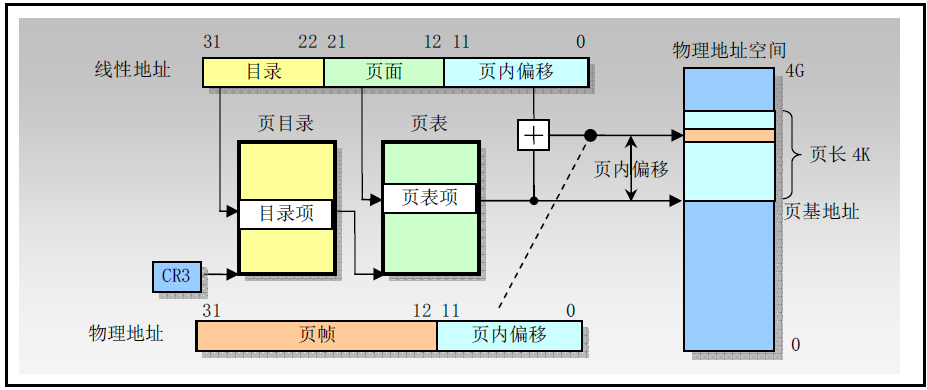 31 22 21 12 11 0
物理地址空间
线性地址 目录 页面 页内偏移
4G
页目录 页表
页内偏移
页长 4K
目录项 页表项
页基地址
CR3
31 12 11 0
物理地址 页帧 页内偏移
0